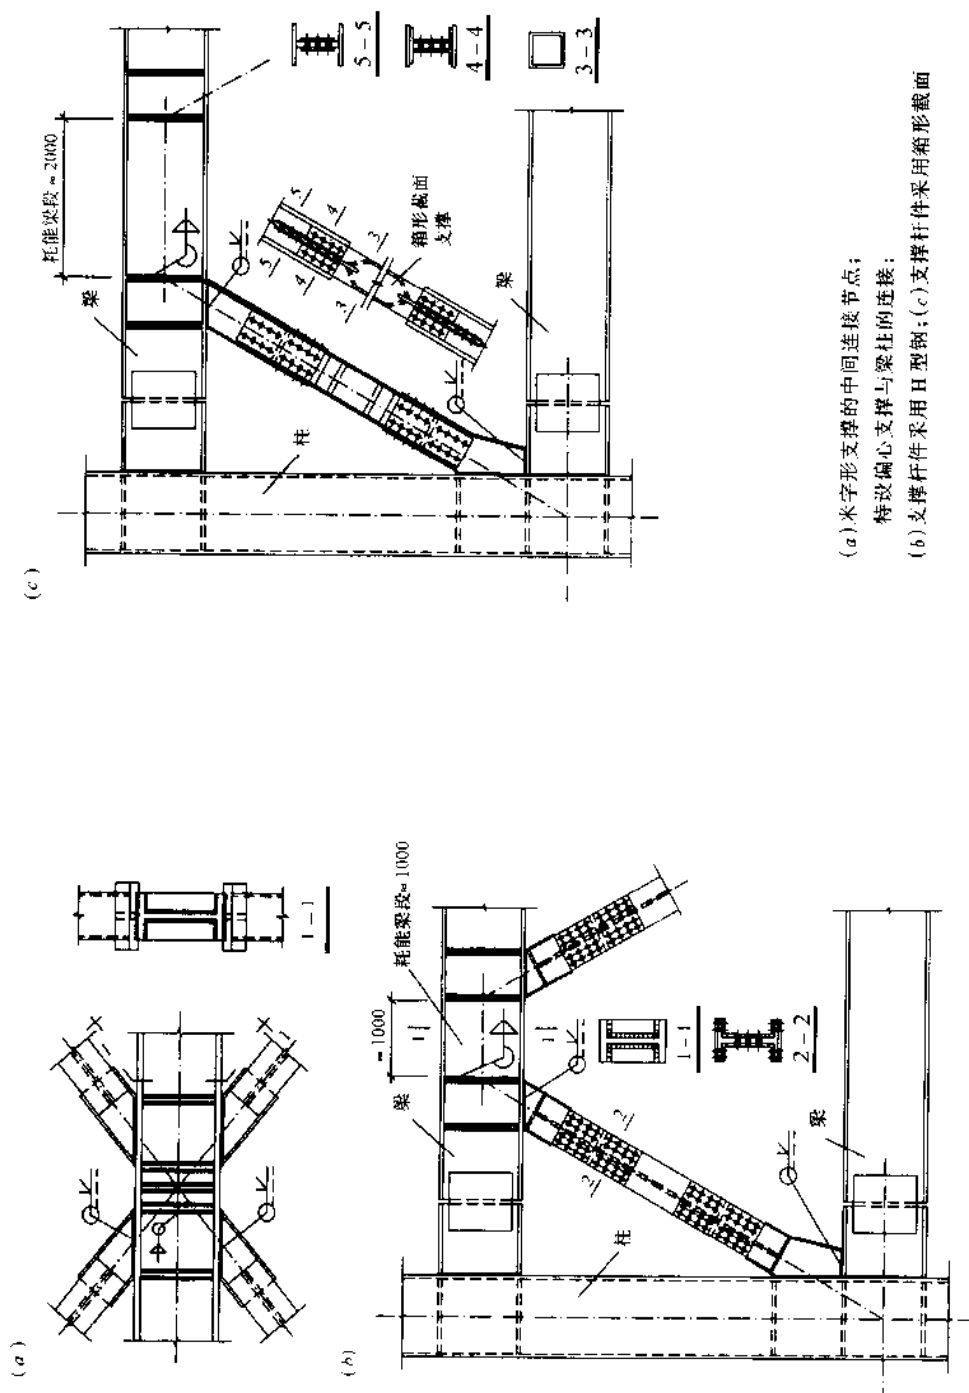 (a)
1-1
(b)
梁
≈1000
耗能梁段≈1000
1
1
1-1
2-2
2
2
柱
梁
(c)
梁
耗能梁段≈2000
5-5
4-4
3-3
5
5
4
4
3
3
箱形截面
支撑
柱
梁
(a)米字形支撑的中间连接节点;
特设偏心支撑与梁柱的连接;
(b)支撑杆件采用H型钢;(c)支撑杆件采用箱形截面